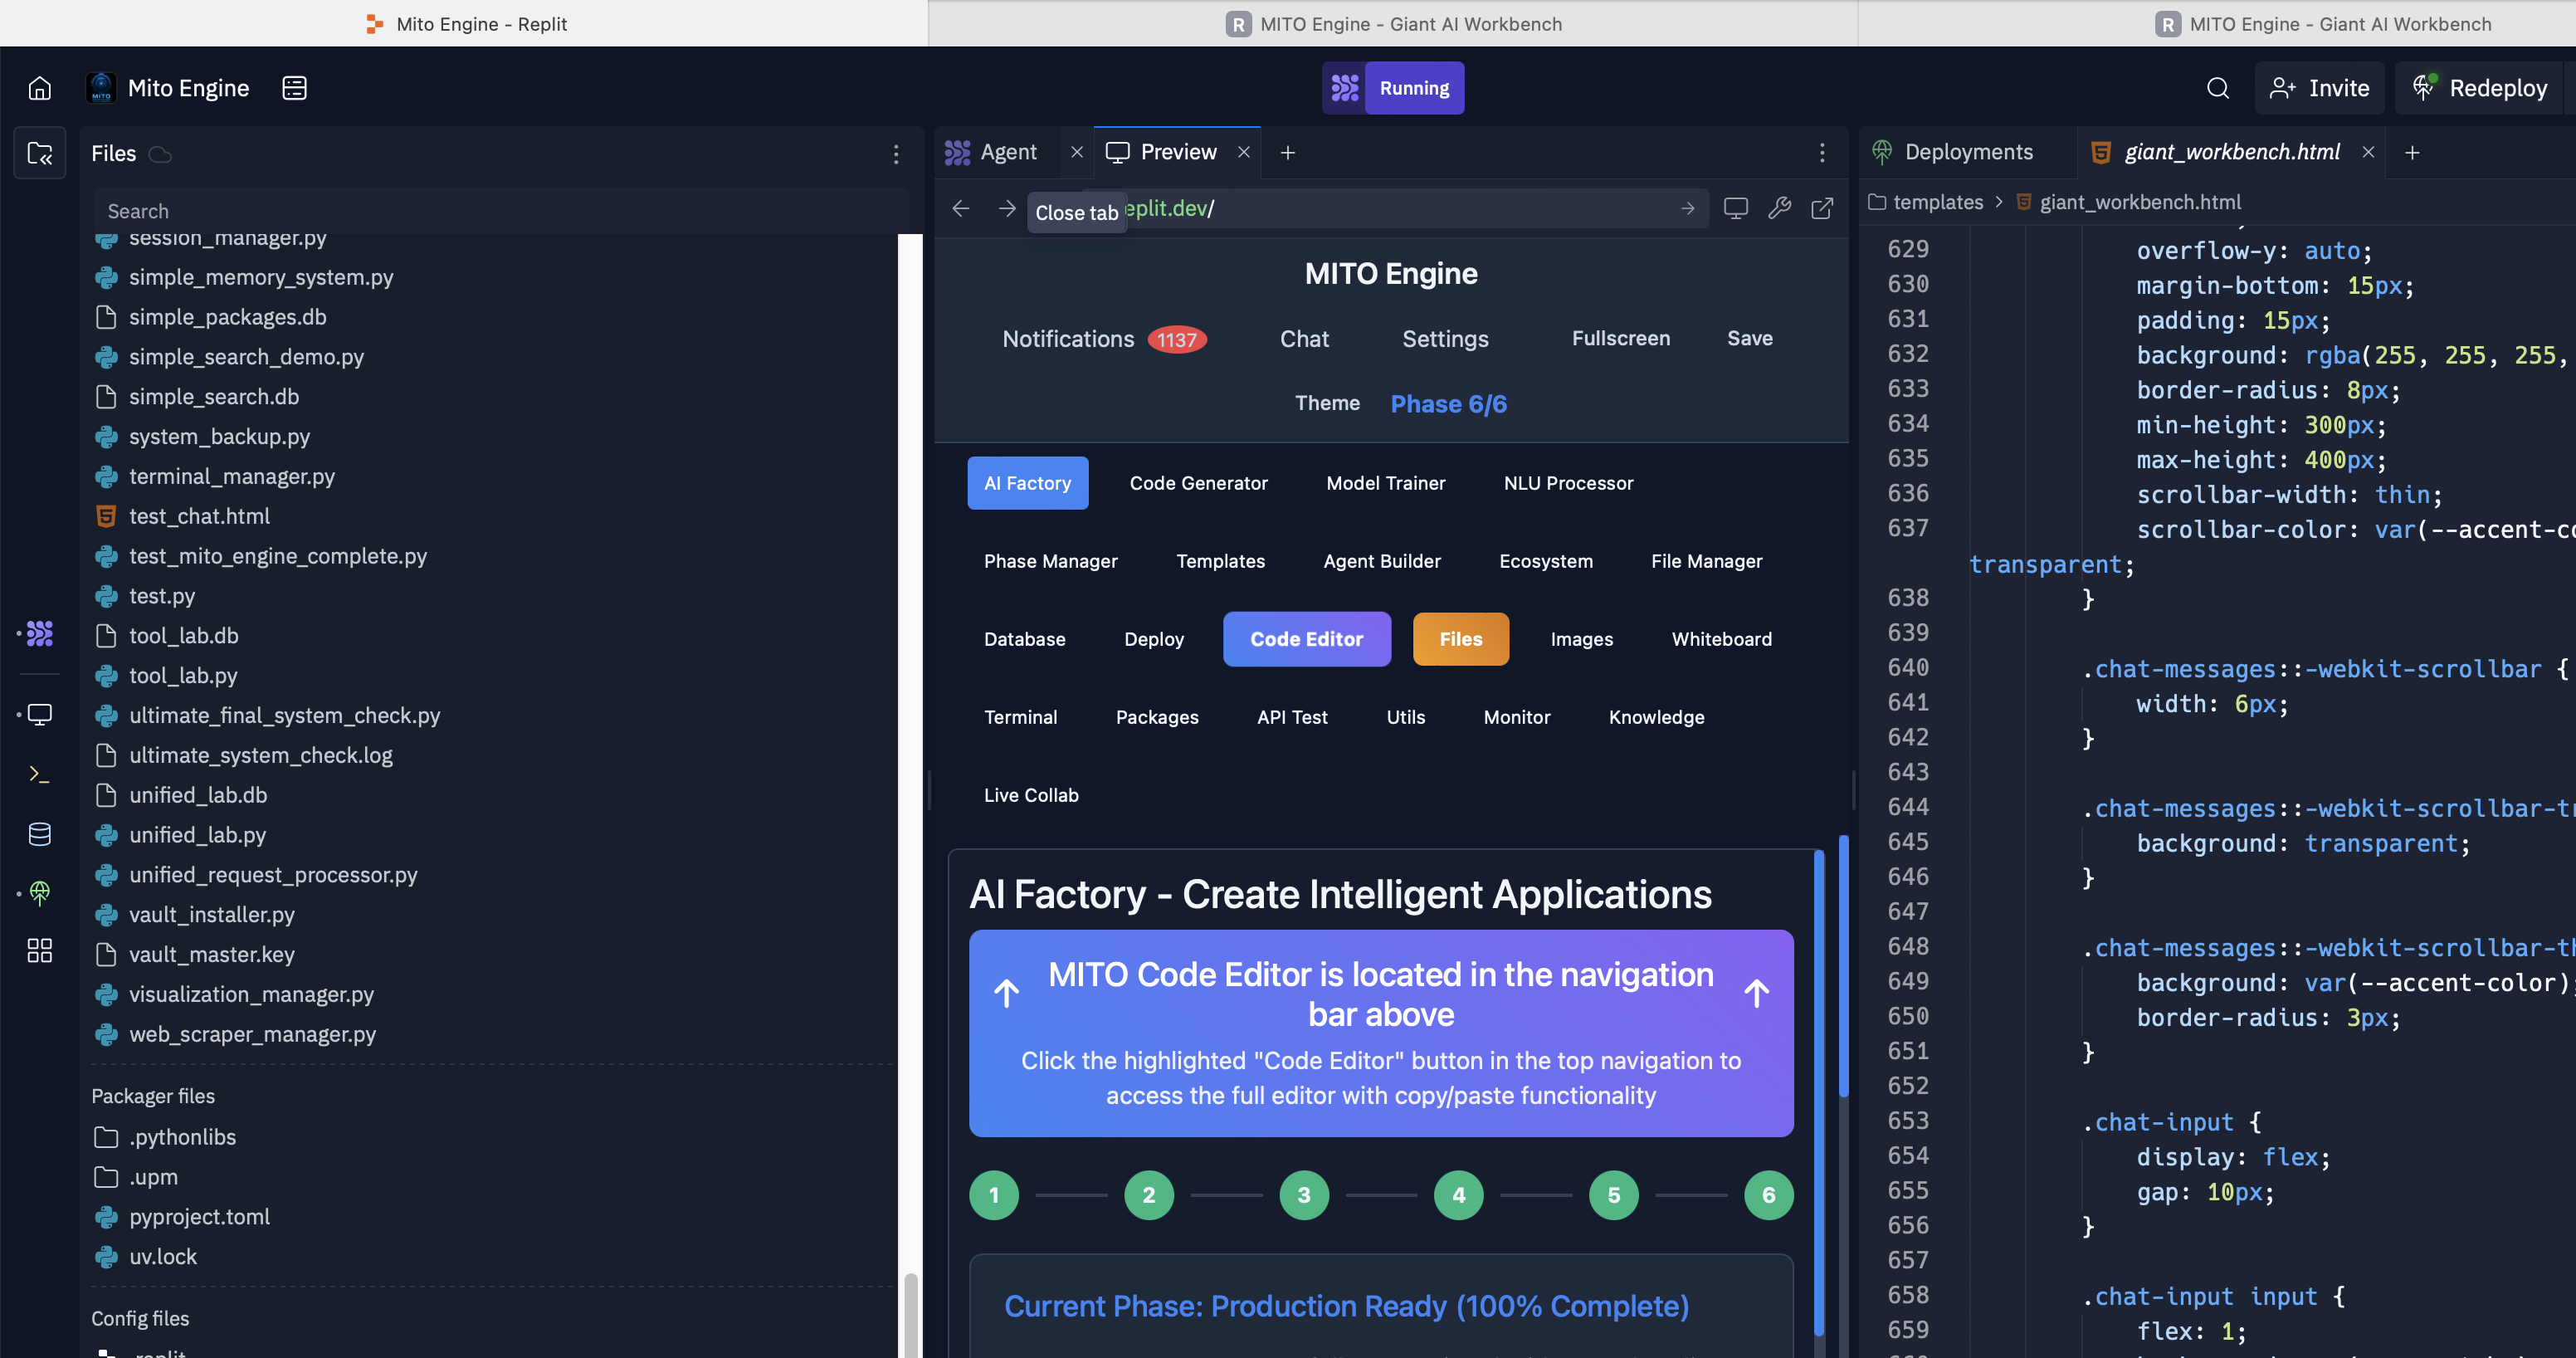 Mito Engine - Replit
R MITO Engine - Giant AI Workbench
R MITO Engine - Giant AI Workbench
MITO
Mito Engine
Running
Invite
Redeploy
Files
Search
session_manager.py
simple_memory_system.py
simple_packages.db
simple_search_demo.py
simple_search.db
system_backup.py
terminal_manager.py
test_chat.html
test_mito_engine_complete.py
test.py
tool_lab.db
tool_lab.py
ultimate_final_system_check.py
ultimate_system_check.log
unified_lab.db
unified_lab.py
unified_request_processor.py
vault_installer.py
vault_master.key
visualization_manager.py
web_scraper_manager.py
Packager files
.pythonlibs
.upm
pyproject.toml
uv.lock
Config files
.replit
Agent
Preview
Close tab
eplit.dev/
MITO Engine
Notifications 1137 Chat Settings Fullscreen Save
Theme Phase 6/6
AI Factory Code Generator Model Trainer NLU Processor
Phase Manager Templates Agent Builder Ecosystem File Manager
Database Deploy Code Editor Files Images Whiteboard
Terminal Packages API Test Utils Monitor Knowledge
Live Collab
AI Factory - Create Intelligent Applications
MITO Code Editor is located in the navigation
bar above
Click the highlighted "Code Editor" button in the top navigation to
access the full editor with copy/paste functionality
1 2 3 4 5 6
Current Phase: Production Ready (100% Complete)
Deployments
giant_workbench.html
templates > giant_workbench.html
629 overflow-y: auto;
630 margin-bottom: 15px;
631 padding: 15px;
632 background: rgba(255, 255, 255,
633 border-radius: 8px;
634 min-height: 300px;
635 max-height: 400px;
636 scrollbar-width: thin;
637 scrollbar-color: var(--accent-co
transparent;
638 }
639
640 .chat-messages::-webkit-scrollbar {
641 width: 6px;
642 }
643
644 .chat-messages::-webkit-scrollbar-tr
645 background: transparent;
646 }
647
648 .chat-messages::-webkit-scrollbar-th
649 background: var(--accent-color);
650 border-radius: 3px;
651 }
652
653 .chat-input {
654 display: flex;
655 gap: 10px;
656 }
657
658 .chat-input input {
659 flex: 1;